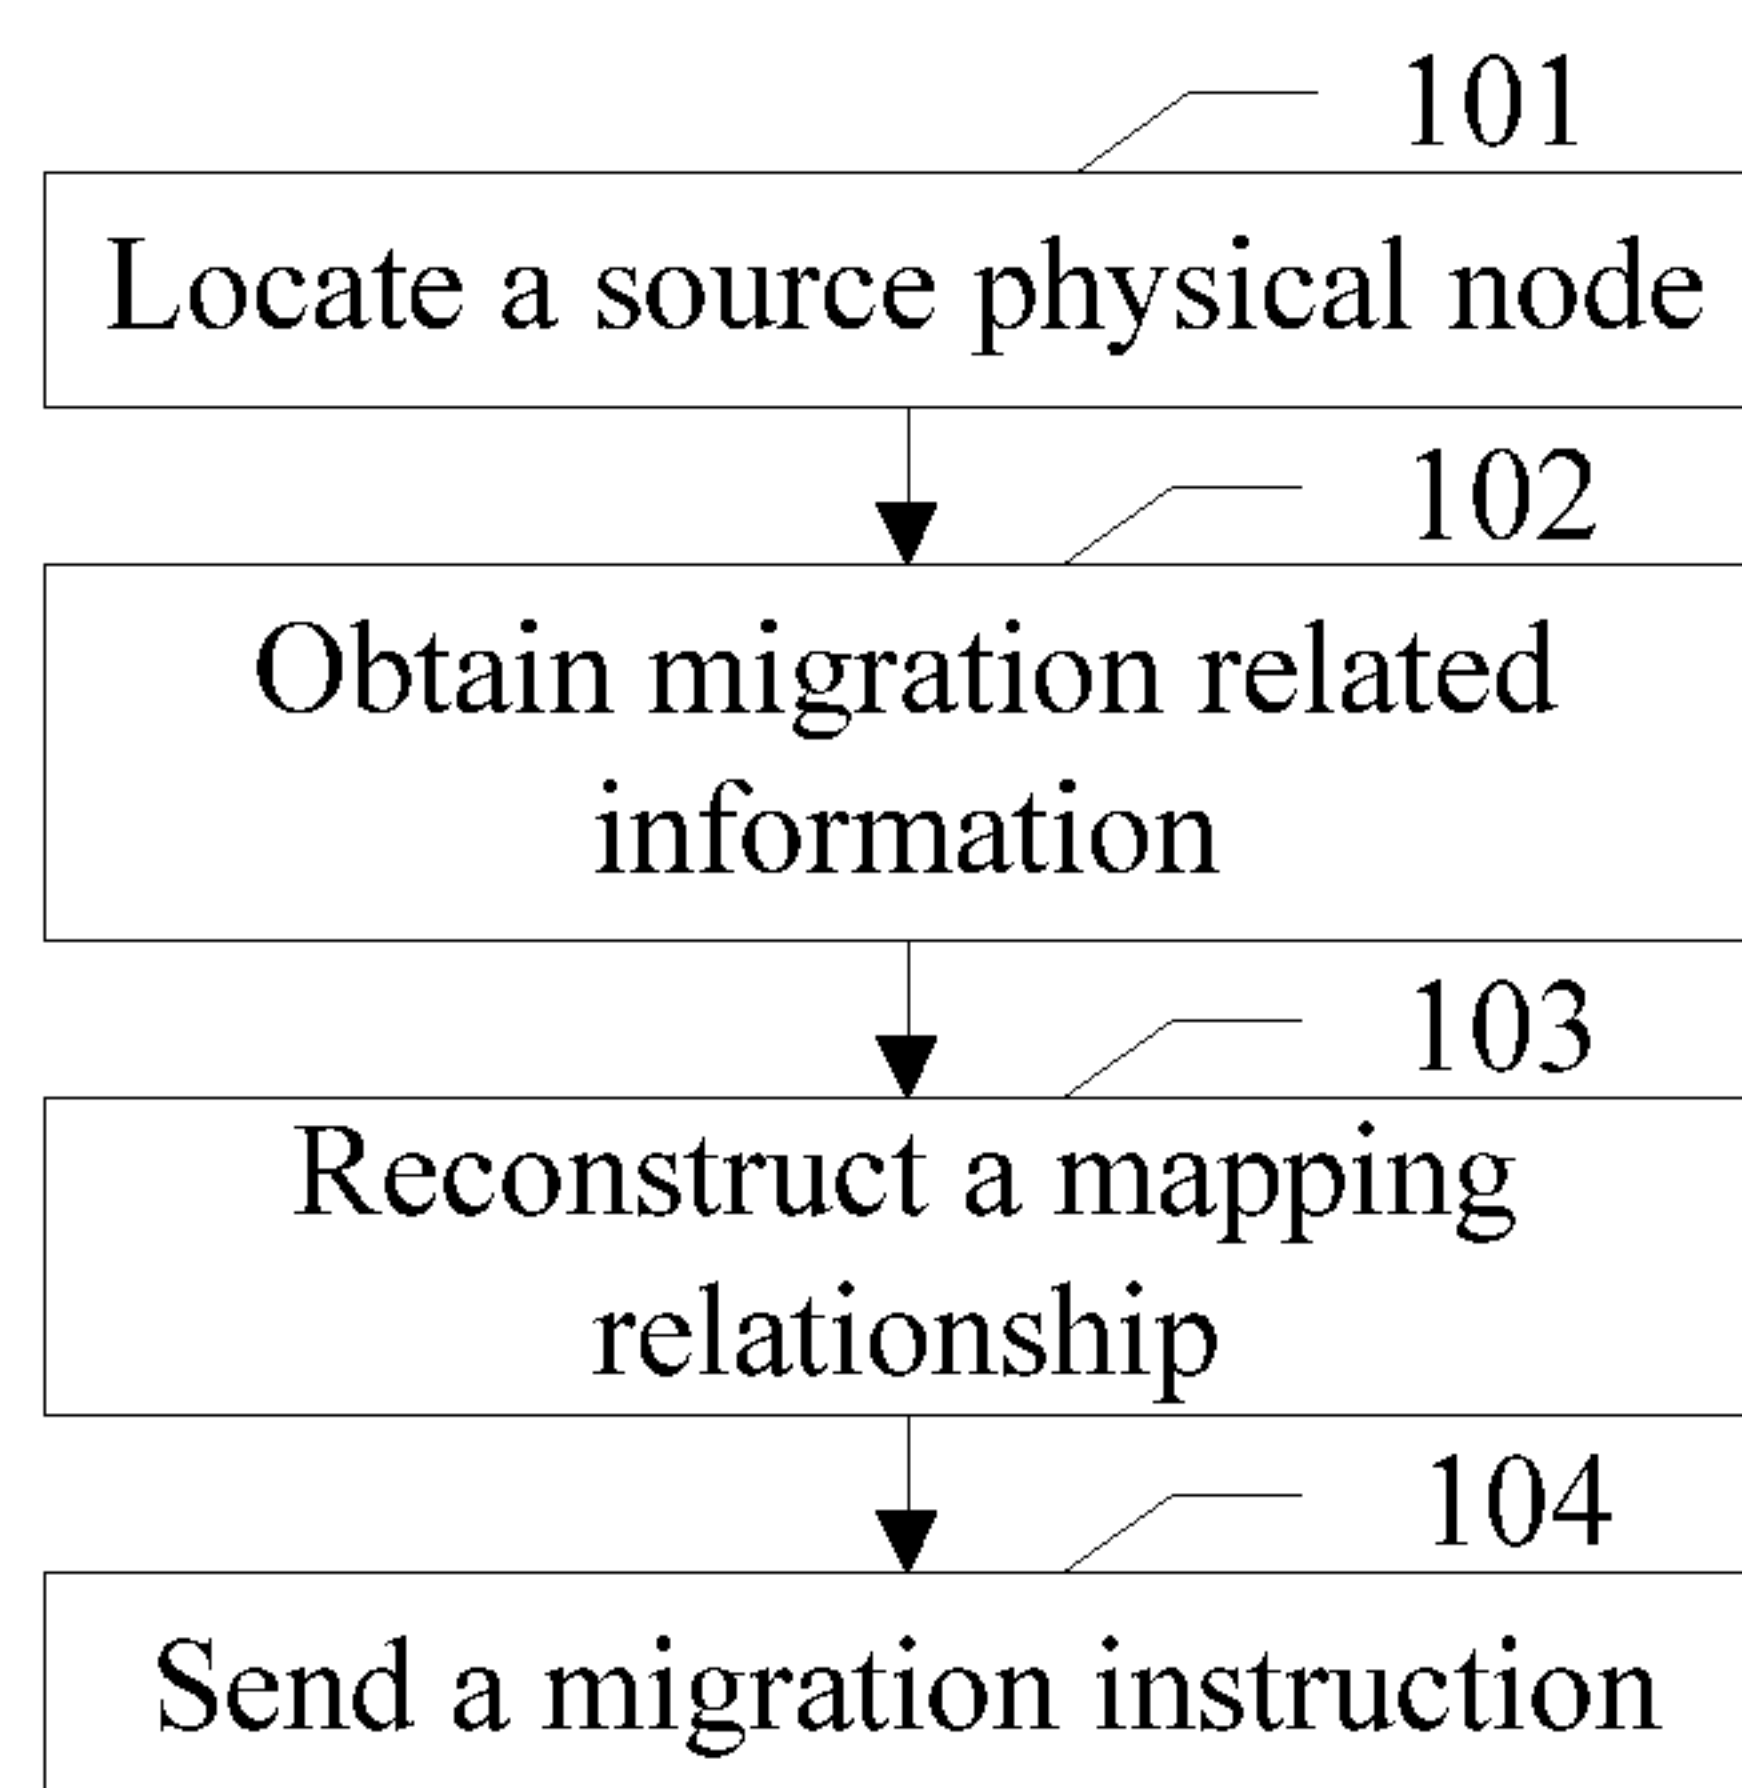 101
Locate a source physical node
102
Obtain migration related
information
103
Reconstruct a mapping
relationship
104
Send a migration instruction